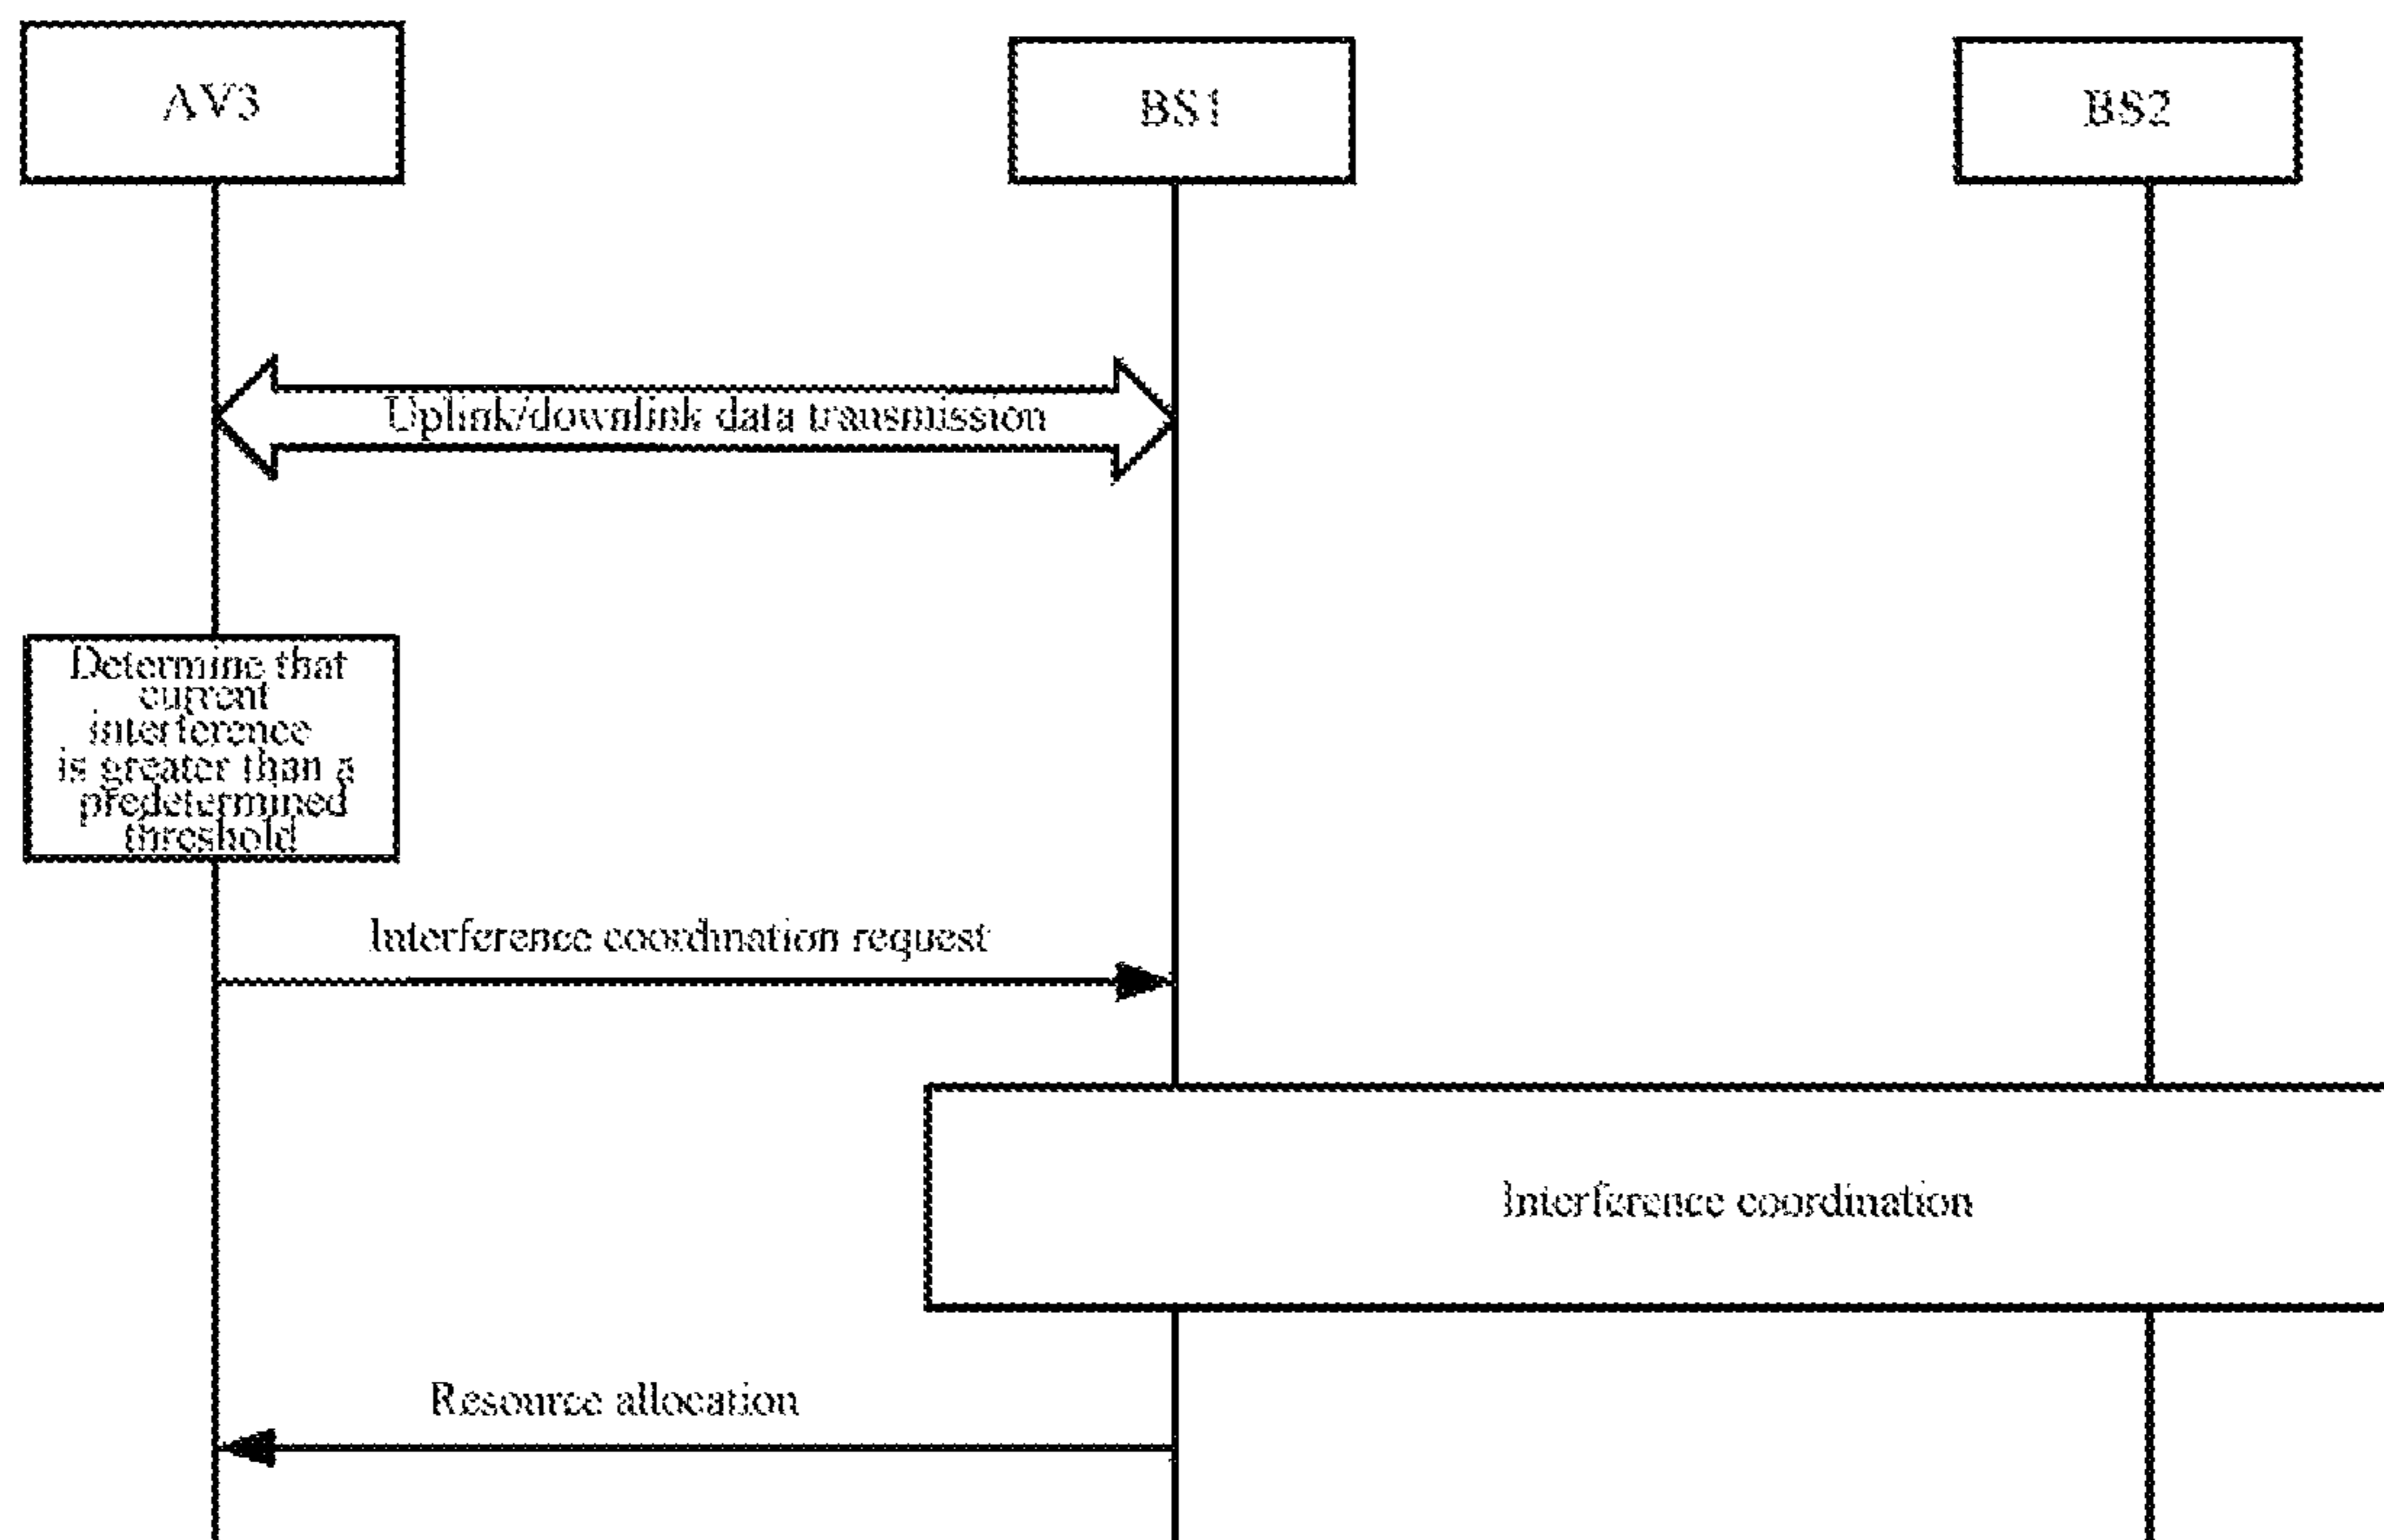 AV3
BS1
BS2
Uplink/downlink data transmission
Determine that
current
interference
is greater than a
predetermined
threshold
Interference coordination request
Interference coordination
Resource allocation